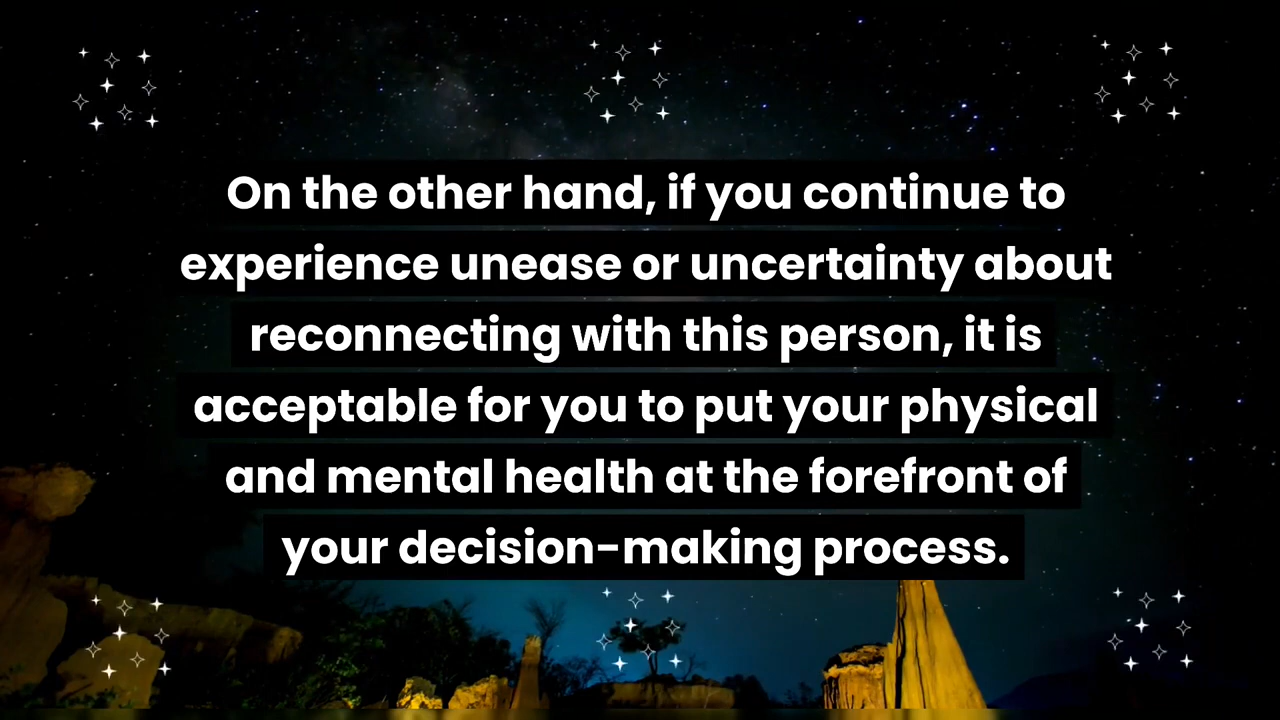 On the other hand, if you continue to
experience unease or uncertainty about
reconnecting with this person, it is
acceptable for you to put your physical
and mental health at the forefront of
your decision-making process.